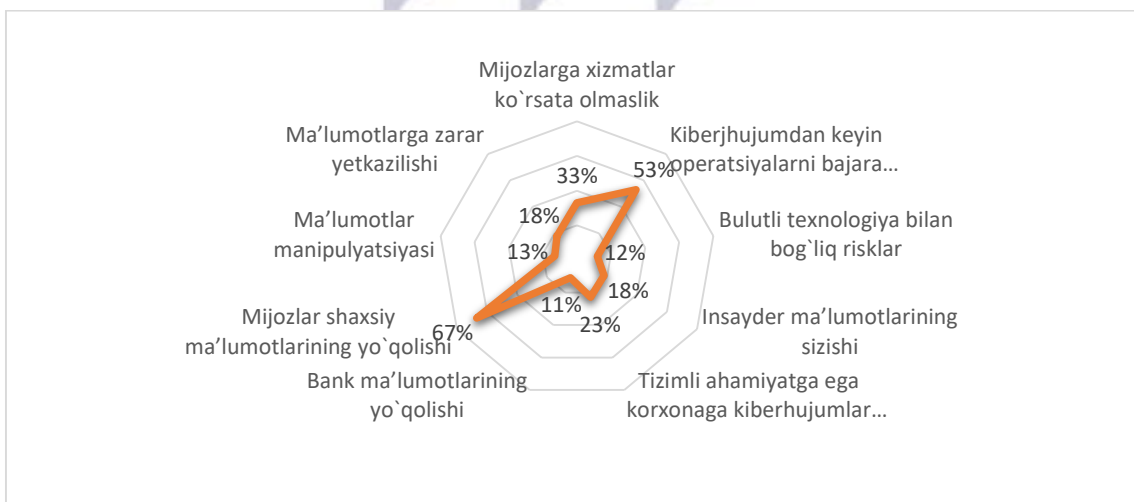 Mijozlarga xizmatlar
ko`rsata olmaslik
Kiberjhujumdan keyin
operatsiyalarni bajara...
Bulutli texnologiya bilan
bog`liq risklar
Insayder ma’lumotlarining
sizishi
Tizimli ahamiyatga ega
korxonaga kiberhujumlar...
Bank ma’lumotlarining
yo`qolishi
Mijozlar shaxsiy
ma’lumotlarining yo`qolishi
Ma’lumotlar
manipulyatsiyasi
Ma’lumotlarga zarar
yetkazilishi
33%
53%
12%
18%
23%
11%
67%
13%
18%